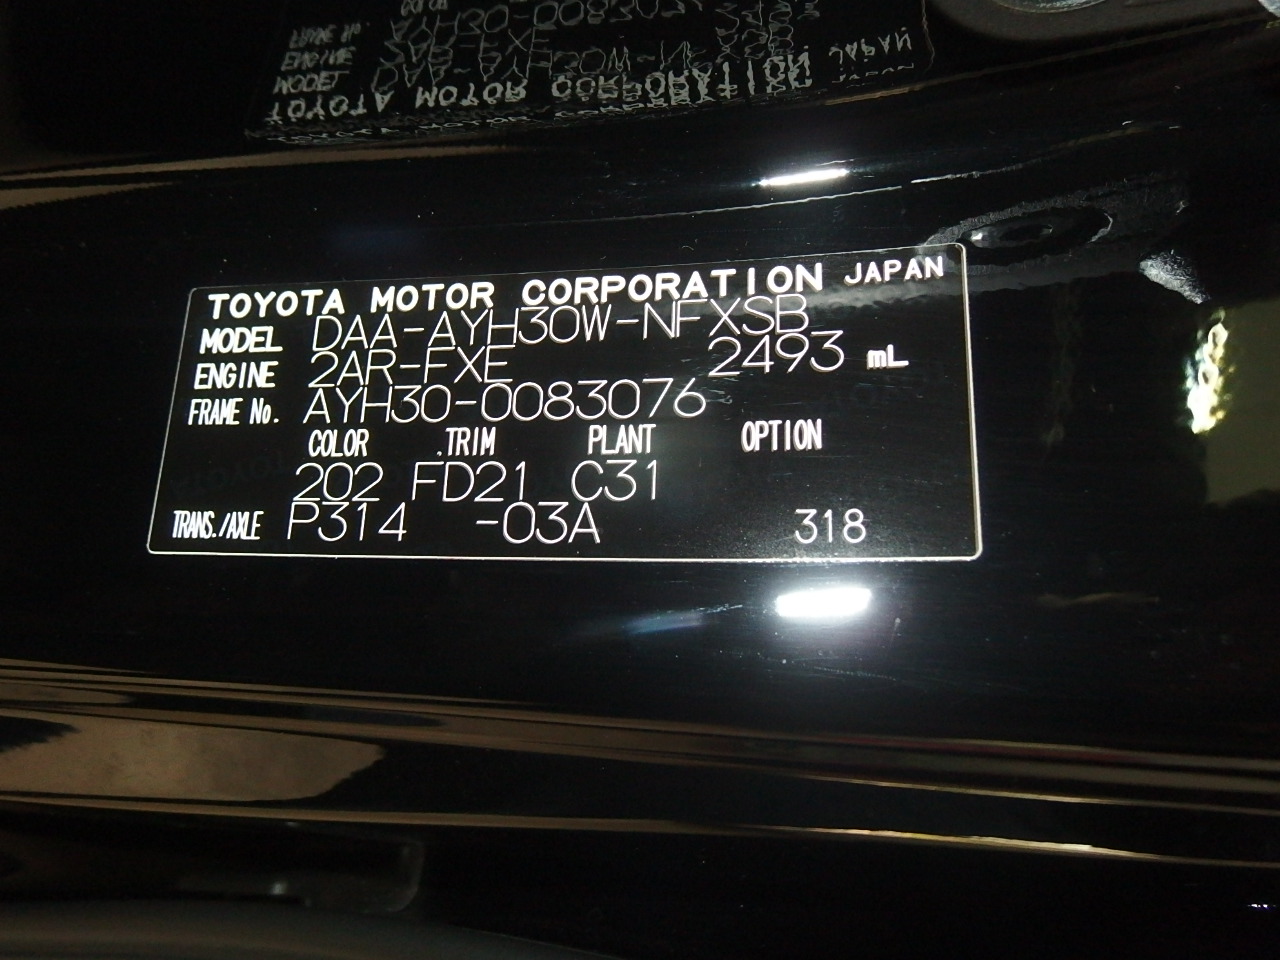 TOYOTA MOTOR CORPORATION JAPAN
MODEL DAA-AYH30W-NFXSB
ENGINE 2AR-FXE 2493 mL
FRAME No. AYH30-0083076
COLOR .TRIM PLANT OPTION
202 FD21 C31
TRANS./AXLE P314 -03A 318